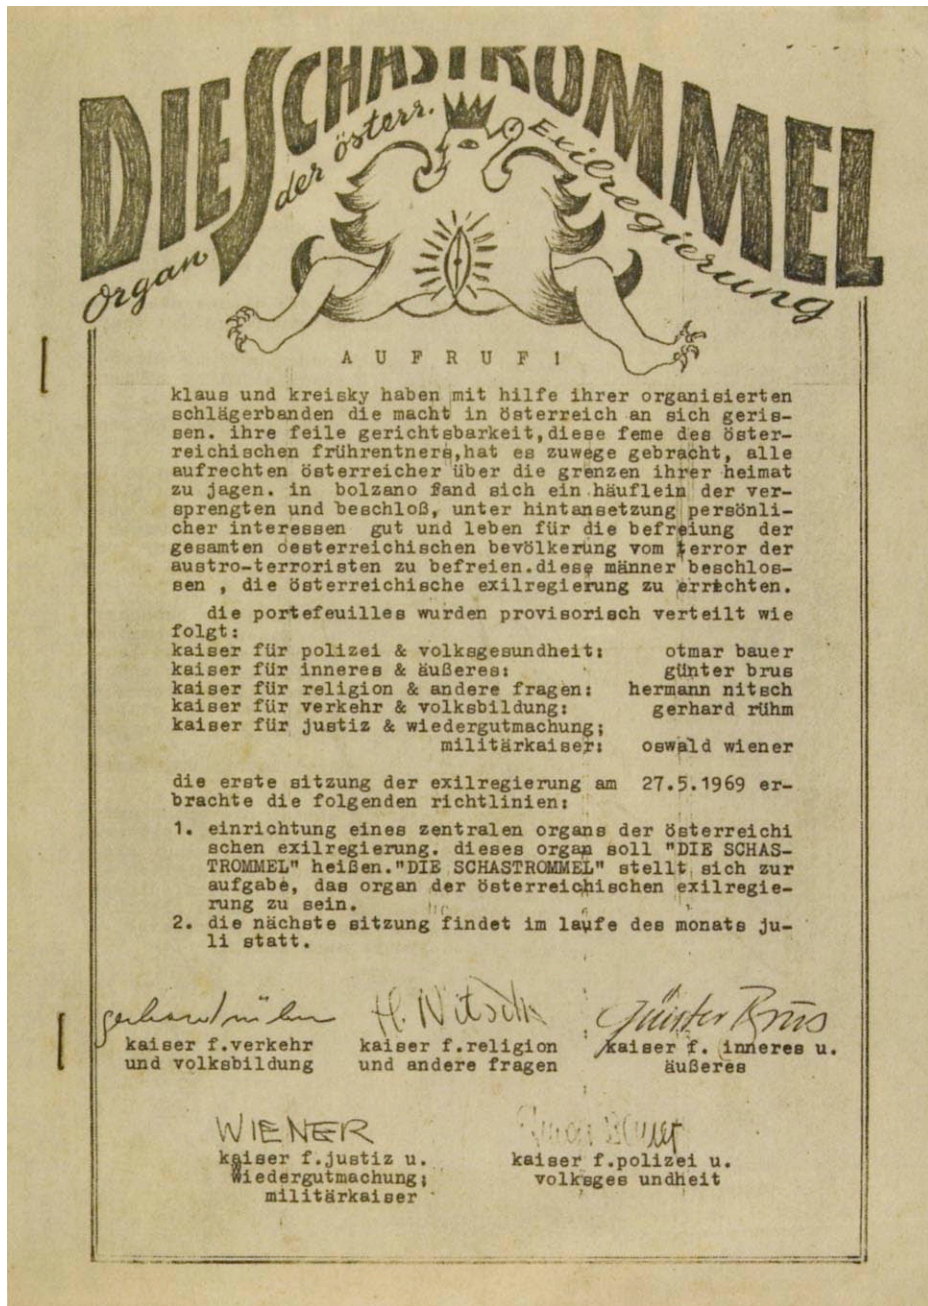 DIE SCHASTROMMEL
Organ der österr. Exilregierung
AUFRUF!
klaus und kreisky haben mit hilfe ihrer organisierten
schlägerbanden die macht in österreich an sich geris-
sen. ihre feile gerichtsbarkeit,diese feme des öster-
reichischen frührentners,hat es zuwege gebracht, alle
aufrechten österreicher über die grenzen ihrer heimat
zu jagen. in bolzano fand sich ein häuflein der ver-
sprengten und beschloß, unter hintansetzung persönli-
cher interessen gut und leben für die befreiung der
gesamten oesterreichischen bevölkerung vom terror der
austro-terroristen zu befreien.diese männer beschlos-
sen , die österreichische exilregierung zu errichten.
die portefeuilles wurden provisorisch verteilt wie
folgt:
kaiser für polizei & volksgesundheit: otmar bauer
kaiser für inneres & äußeres: günter brus
kaiser für religion & andere fragen: hermann nitsch
kaiser für verkehr & volksbildung: gerhard rühm
kaiser für justiz & wiedergutmachung;
militärkaiser: oswald wiener
die erste sitzung der exilregierung am 27.5.1969 er-
brachte die folgenden richtlinien:
1. einrichtung eines zentralen organs der österreichi
schen exilregierung. dieses organ soll "DIE SCHAS-
TROMMEL" heißen."DIE SCHASTROMMEL" stellt sich zur
aufgabe, das organ der österreichischen exilregie-
rung zu sein.
2. die nächste sitzung findet im laufe des monats ju-
li statt.
gerhard rühm H. Nitsch Günter Brus
kaiser f.verkehr kaiser f.religion kaiser f. inneres u.
und volksbildung und andere fragen äußeres
WIENER
kaiser f.justiz u. kaiser f.polizei u.
wiedergutmachung; volksges undheit
militärkaiser